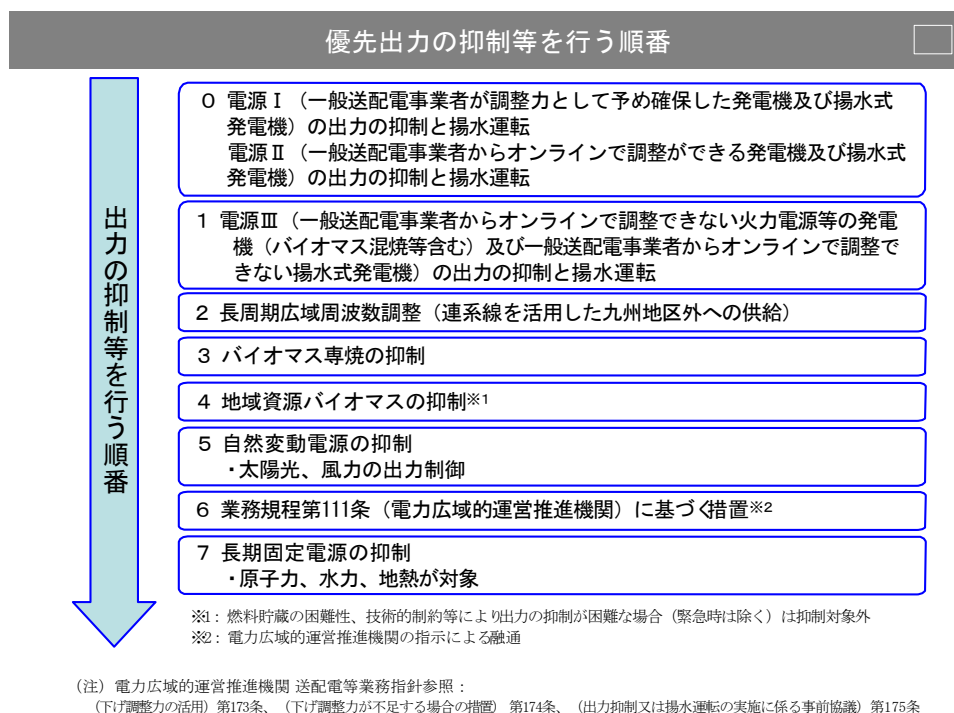 優先出力の抑制等を行う順番
出力の抑制等を行う順番
0 電源Ⅰ（一般送配電事業者が調整力として予め確保した発電機及び揚水式
発電機）の出力の抑制と揚水運転
電源Ⅱ（一般送配電事業者からオンラインで調整ができる発電機及び揚水式
発電機）の出力の抑制と揚水運転
1 電源Ⅲ（一般送配電事業者からオンラインで調整できない火力電源等の発電
機（バイオマス混焼等含む）及び一般送配電事業者からオンラインで調整で
きない揚水式発電機）の出力の抑制と揚水運転
2 長周期広域周波数調整（連系線を活用した九州地区外への供給）
3 バイオマス専焼の抑制
4 地域資源バイオマスの抑制※1
5 自然変動電源の抑制
・太陽光、風力の出力制御
6 業務規程第111条（電力広域的運営推進機関）に基づく措置※2
7 長期固定電源の抑制
・原子力、水力、地熱が対象
※1：燃料貯蔵の困難性、技術的制約等により出力の抑制が困難な場合（緊急時は除く）は抑制対象外
※2：電力広域的運営推進機関の指示による融通
（注）電力広域的運営推進機関 送配電等業務指針参照：
（下げ調整力の活用）第173条、（下げ調整力が不足する場合の措置） 第174条、（出力抑制又は揚水運転の実施に係る事前協議）第175条